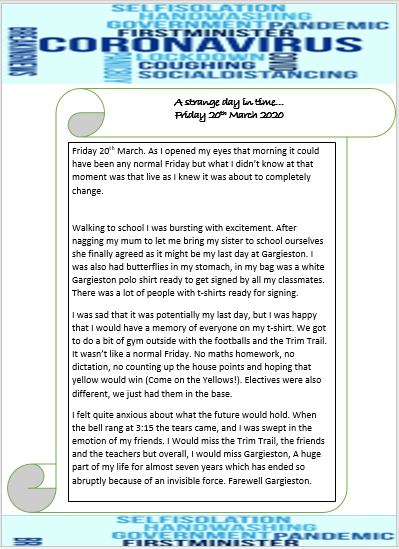 SELFISOLATION
HANDWASHING
GOVERNMENT PANDEMIC
FIRSTMINISTER
CORONAVIRUS
BREAKINGNEWS
LOCKDOWN
COUGHING
SOCIALDISTANCING
A strange day in time...
Friday 20th March 2020
Friday 20th March. As I opened my eyes that morning it could
have been any normal Friday but what I didn't know at that
moment was that live as I knew it was about to completely
change.
Walking to school I was bursting with excitement. After
nagging my mum to let me bring my sister to school ourselves
she finally agreed as it might be my last day at Gargieston. I
was also had butterflies in my stomach, in my bag was a white
Gargieston polo shirt ready to get signed by all my classmates.
There was a lot of people with t-shirts ready for signing.
I was sad that it was potentially my last day, but I was happy
that I would have a memory of everyone on my t-shirt. We got
to do a bit of gym outside with the footballs and the Trim Trail.
It wasn't like a normal Friday. No maths homework, no
dictation, no counting up the house points and hoping that
yellow would win (Come on the Yellows!). Electives were also
different, we just had them in the base.
I felt quite anxious about what the future would hold. When
the bell rang at 3:15 the tears came, and I was swept in the
emotion of my friends. I Would miss the Trim Trail, the friends
and the teachers but overall, I would miss Gargieston, A huge
part of my life for almost seven years which has ended so
abruptly because of an invisible force. Farewell Gargieston.
SELFISOLATION
HANDWASHING
GOVERNMENT PANDEMIC
FIRSTMINISTER